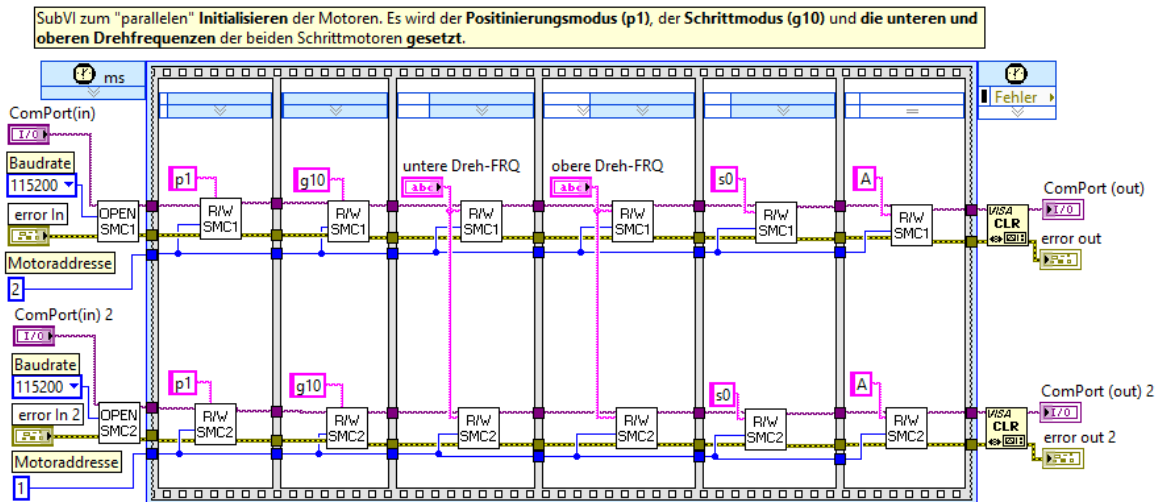 SubVI zum "parallelen" Initialisieren der Motoren. Es wird der Positinierungsmodus (p1), der Schrittmodus (g10) und die unteren und
oberen Drehfrequenzen der beiden Schrittmotoren gesetzt.
ms
Fehler
ComPort(in)
I/O
Baudrate
115200
error In
Motoraddresse
2
OPEN
SMC1
p1
R/W
SMC1
g10
R/W
SMC1
untere Dreh-FRQ
abc
R/W
SMC1
obere Dreh-FRQ
abc
R/W
SMC1
s0
R/W
SMC1
A
R/W
SMC1
VISA
CLR
ComPort (out)
I/O
error out
ComPort(in) 2
I/O
Baudrate
115200
error In 2
Motoraddresse
1
OPEN
SMC2
p1
R/W
SMC2
g10
R/W
SMC2
R/W
SMC2
R/W
SMC2
s0
R/W
SMC2
A
R/W
SMC2
VISA
CLR
ComPort (out) 2
I/O
error out 2